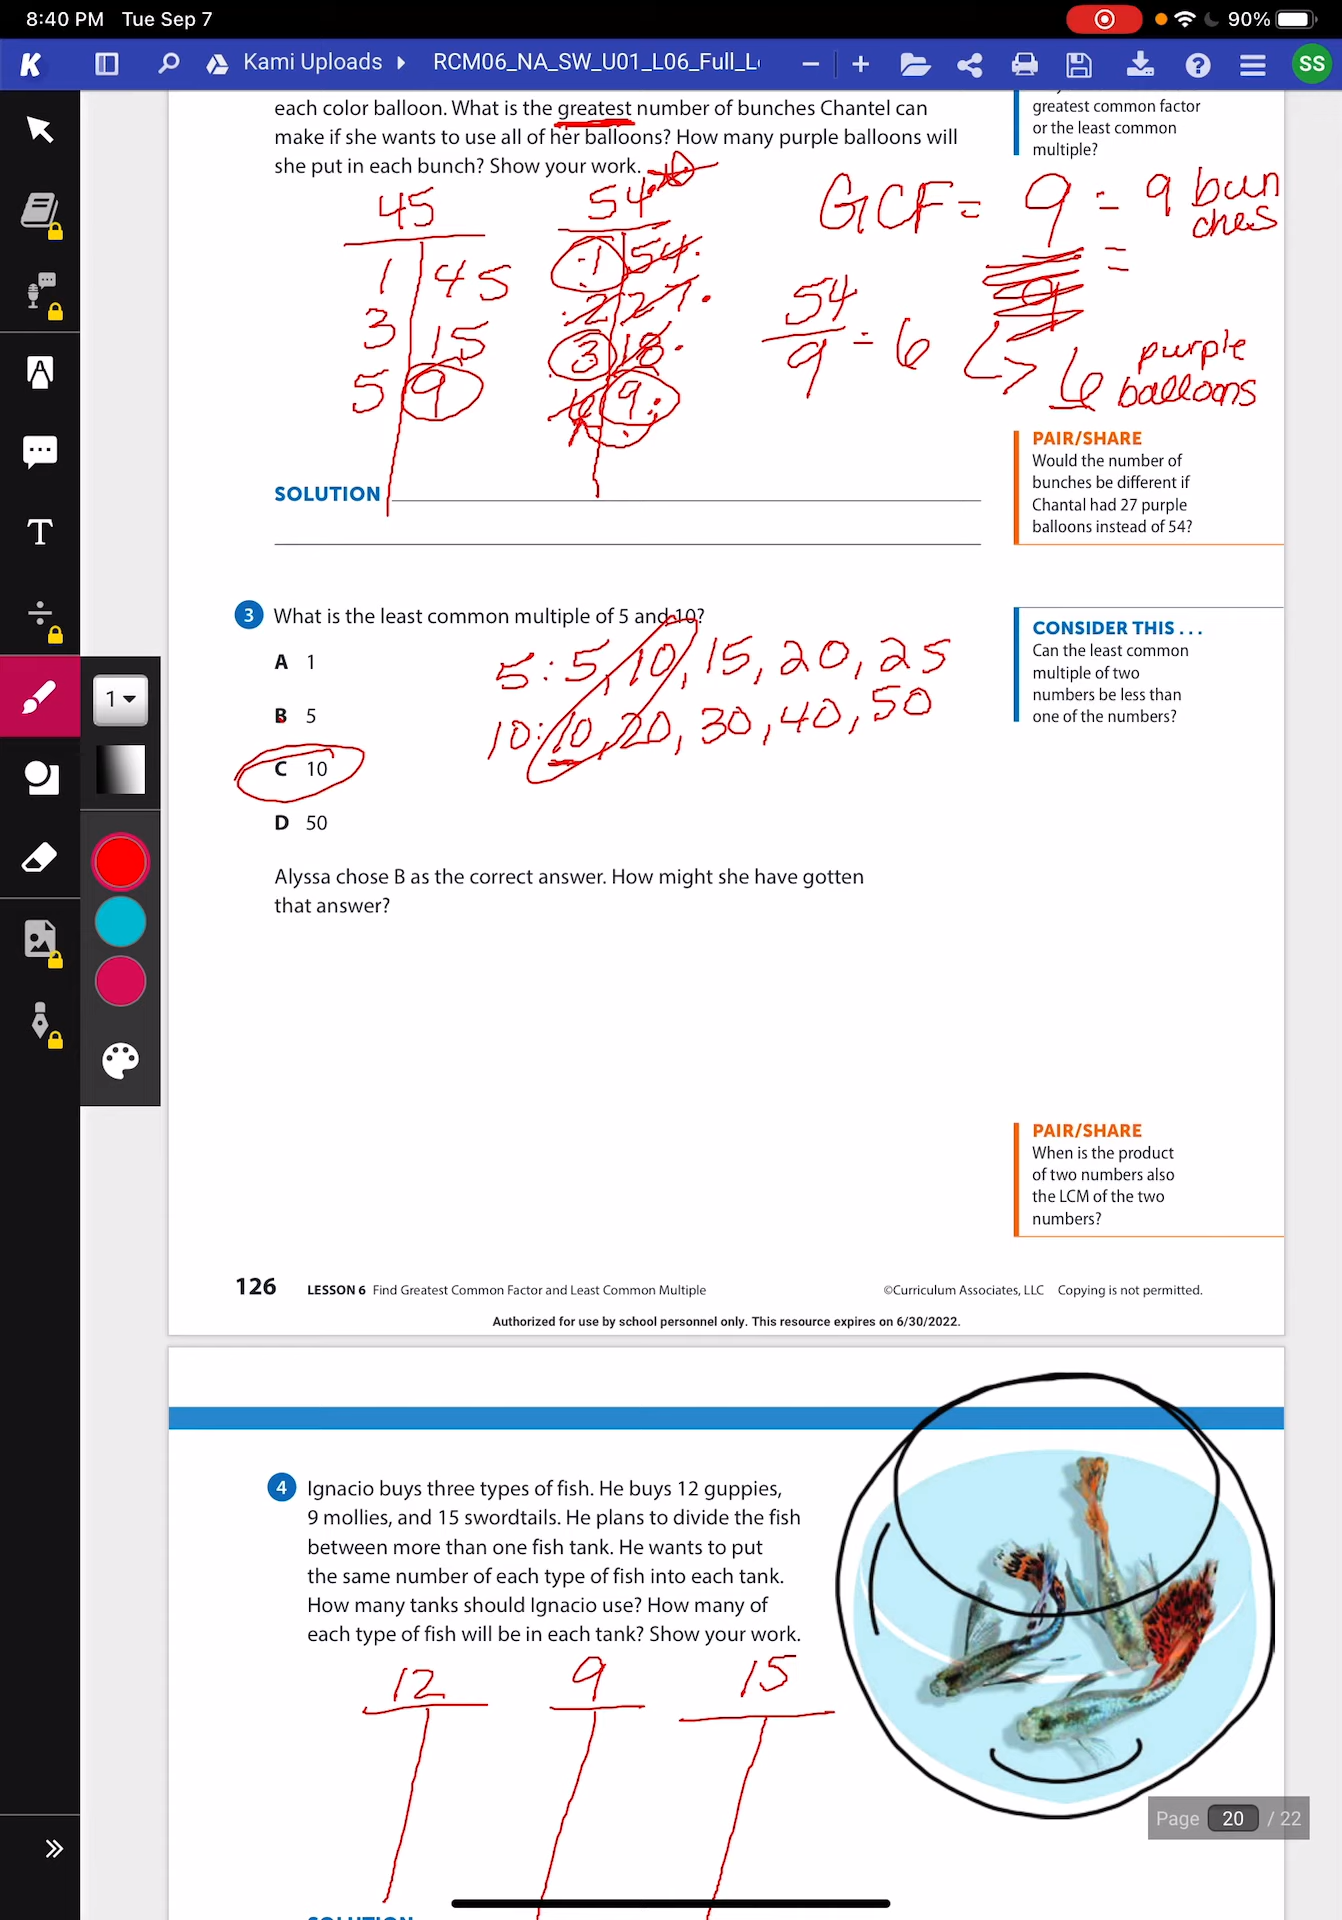 8:40 PM Tue Sep 7
90%
K
Kami Uploads
RCM06_NA_SW_U01_L06_Full_L
SS
each color balloon. What is the greatest number of bunches Chantel can
make if she wants to use all of her balloons? How many purple balloons will
she put in each bunch? Show your work.
greatest common factor
or the least common
multiple?
45
1 45
3 15
5 9
54
1 54
2 27
3 18
9
GCF = 9 = 9 bun
ches
=
54
9
= 6
6 purple
balloons
SOLUTION
PAIR/SHARE
Would the number of
bunches be different if
Chantal had 27 purple
balloons instead of 54?
3 What is the least common multiple of 5 and 10?
A 1
B 5
C 10
D 50
5: 5, 10, 15, 20, 25
10: 10, 20, 30, 40, 50
CONSIDER THIS . . .
Can the least common
multiple of two
numbers be less than
one of the numbers?
Alyssa chose B as the correct answer. How might she have gotten
that answer?
PAIR/SHARE
When is the product
of two numbers also
the LCM of the two
numbers?
126 LESSON 6 Find Greatest Common Factor and Least Common Multiple
©Curriculum Associates, LLC Copying is not permitted.
Authorized for use by school personnel only. This resource expires on 6/30/2022.
4 Ignacio buys three types of fish. He buys 12 guppies,
9 mollies, and 15 swordtails. He plans to divide the fish
between more than one fish tank. He wants to put
the same number of each type of fish into each tank.
How many tanks should Ignacio use? How many of
each type of fish will be in each tank? Show your work.
12 9 15
Page 20 / 22
SOLUTION
T
1